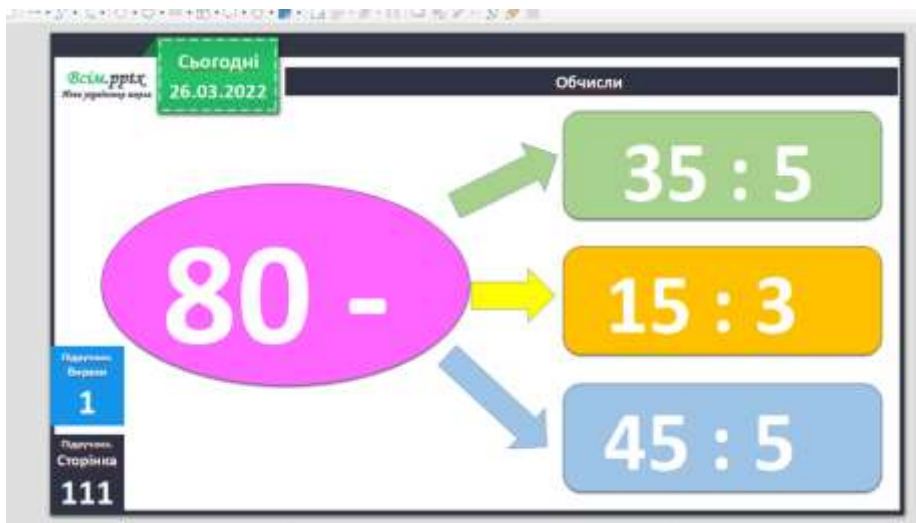 Всім.pptx
Сьогодні
26.03.2022
Обчисли
80 -
35 : 5
15 : 3
45 : 5
Підручник.
Вправи
1
Підручник.
Сторінка
111